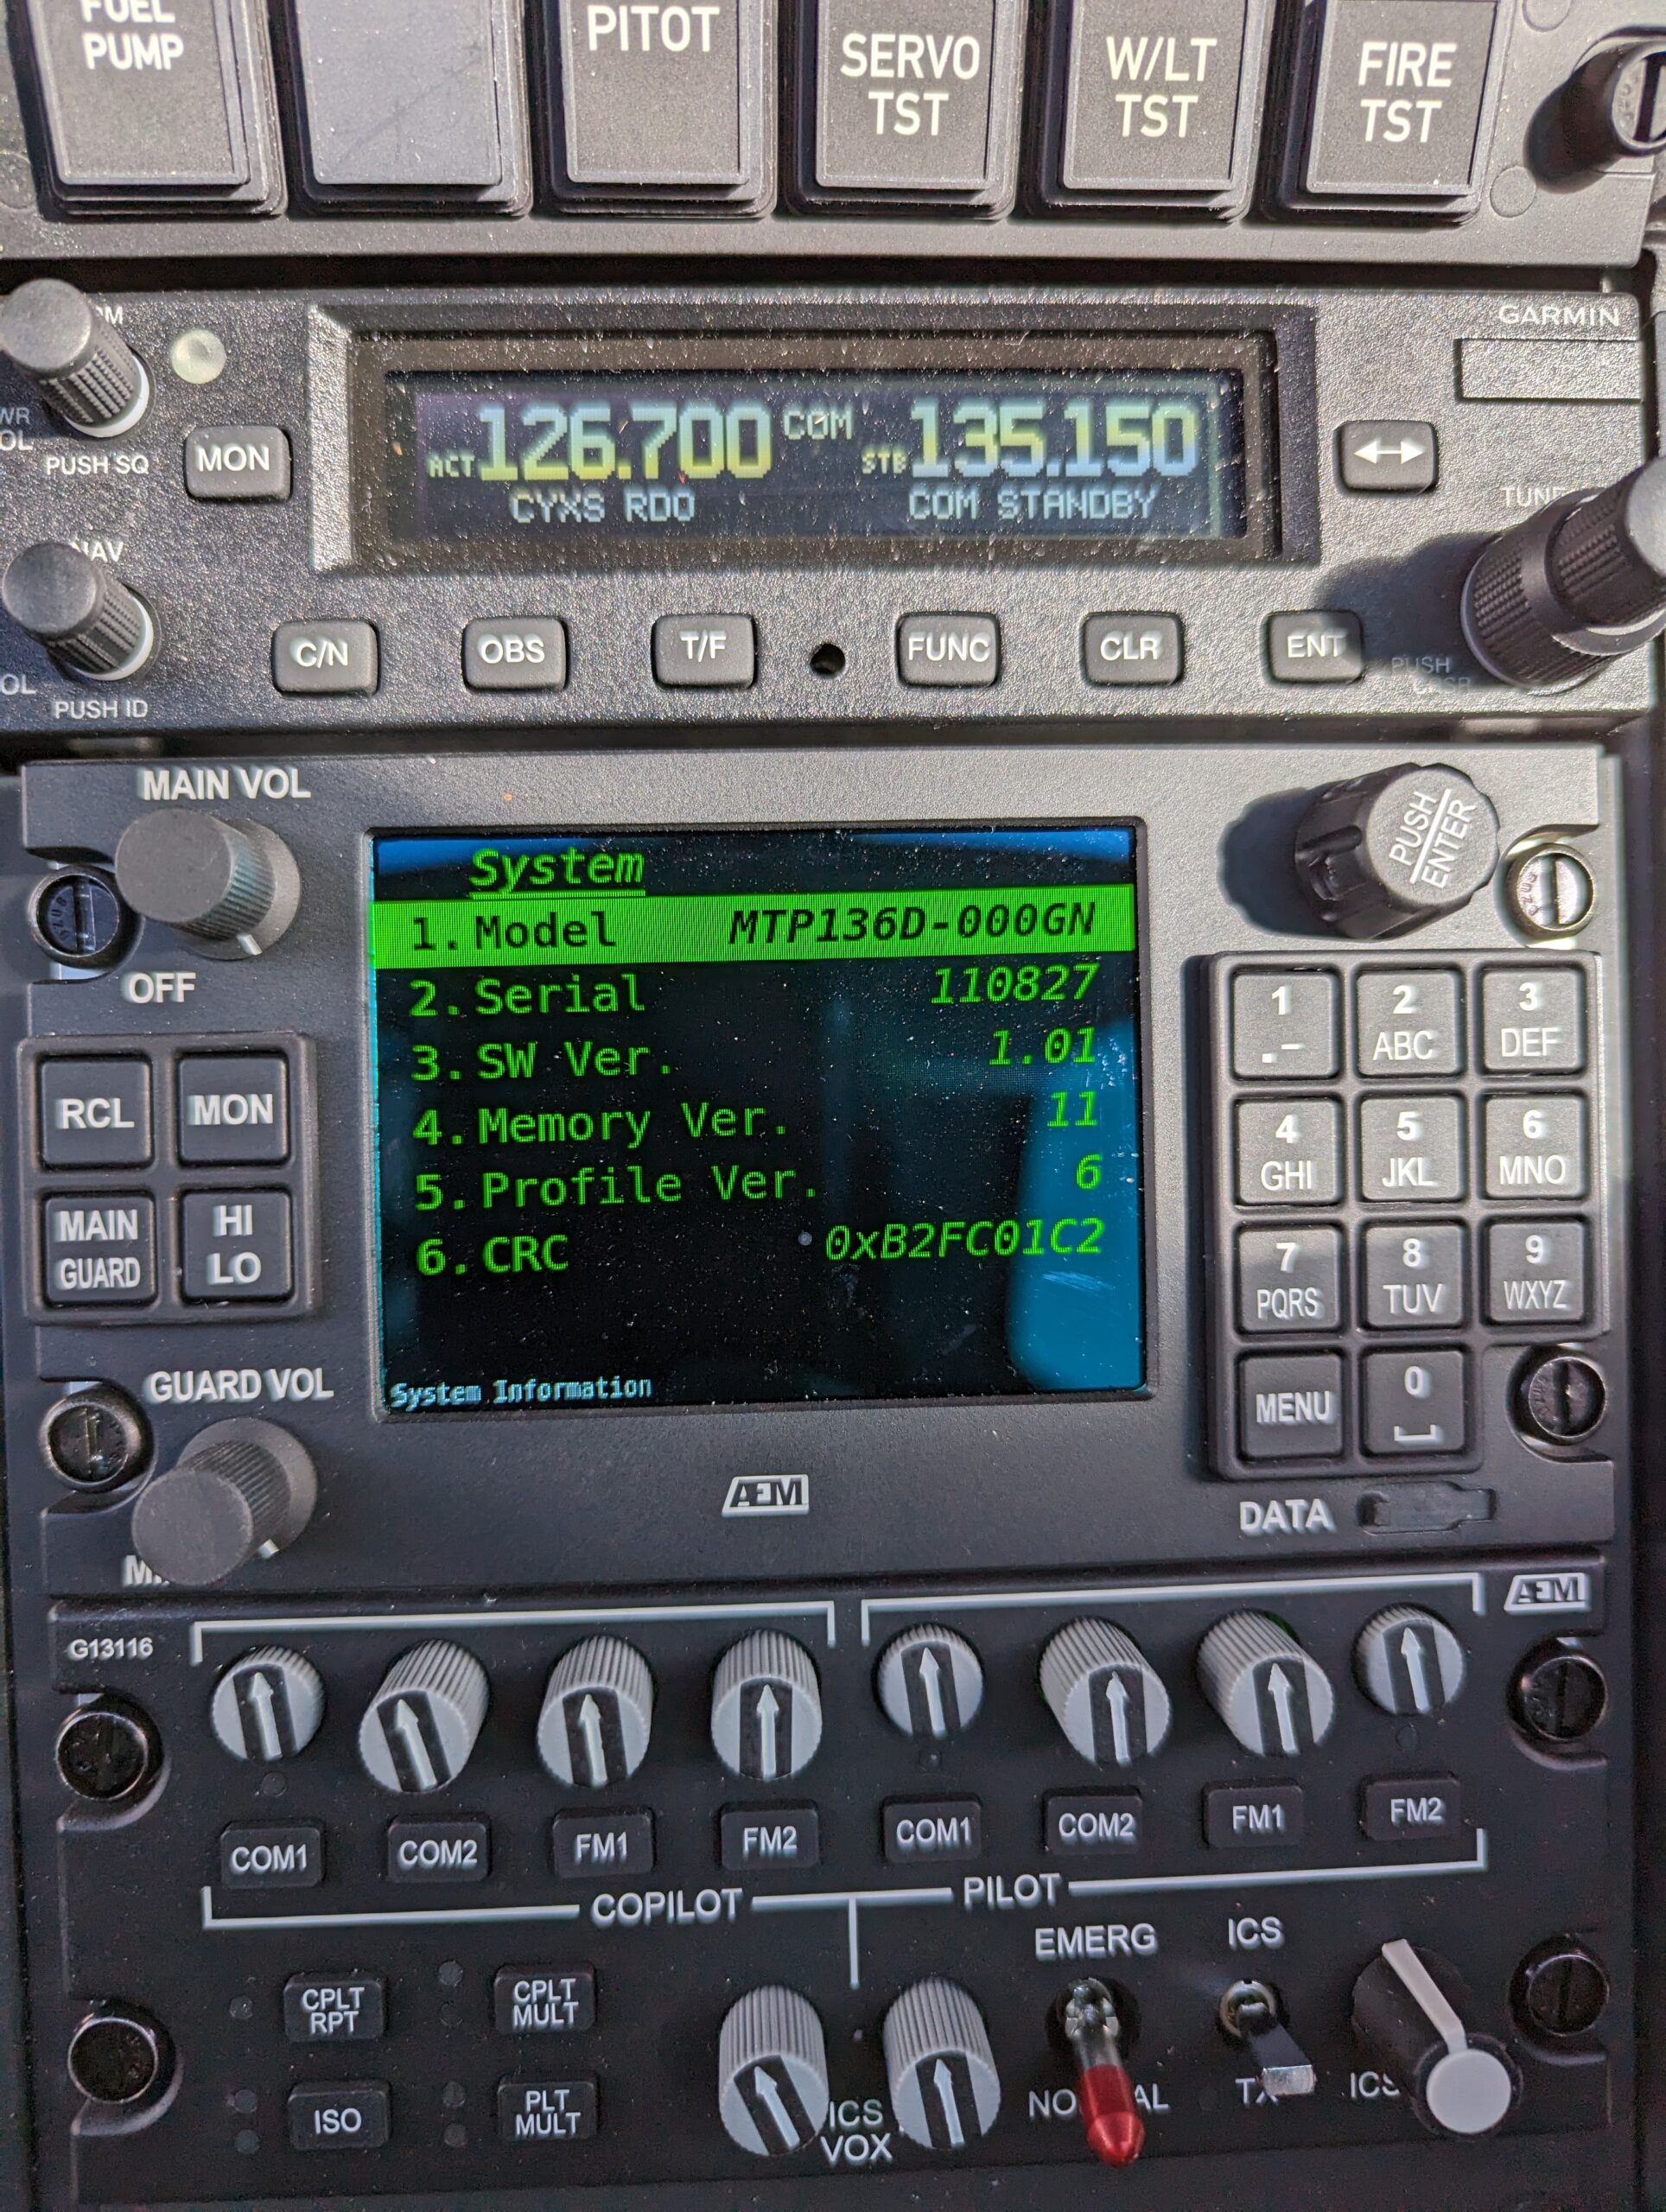 FUEL
PUMP
PITOT
SERVO
TST
W/LT
TST
FIRE
TST
GARMIN
MON
PUSH SQ
ACT 126.700 COM STB 135.150
CYXS RDO COM STANDBY
C/N OBS T/F FUNC CLR ENT
PUSH
PUSH ID
MAIN VOL
OFF
PUSH
ENTER
RCL MON
MAIN
GUARD
HI
LO
GUARD VOL
System
1. Model MTP136D-000GN
2. Serial 110827
3. SW Ver. 1.01
4. Memory Ver. 11
5. Profile Ver. 6
6. CRC 0xB2FC01C2
System Information
1
.-
2
ABC
3
DEF
4
GHI
5
JKL
6
MNO
7
PQRS
8
TUV
9
WXYZ
MENU
0
DATA
AEM
AEM
G13116
COM1 COM2 FM1 FM2 COM1 COM2 FM1 FM2
COPILOT PILOT
EMERG ICS
CPLT
RPT
CPLT
MULT
ISO
PLT
MULT
ICS
VOX
TX